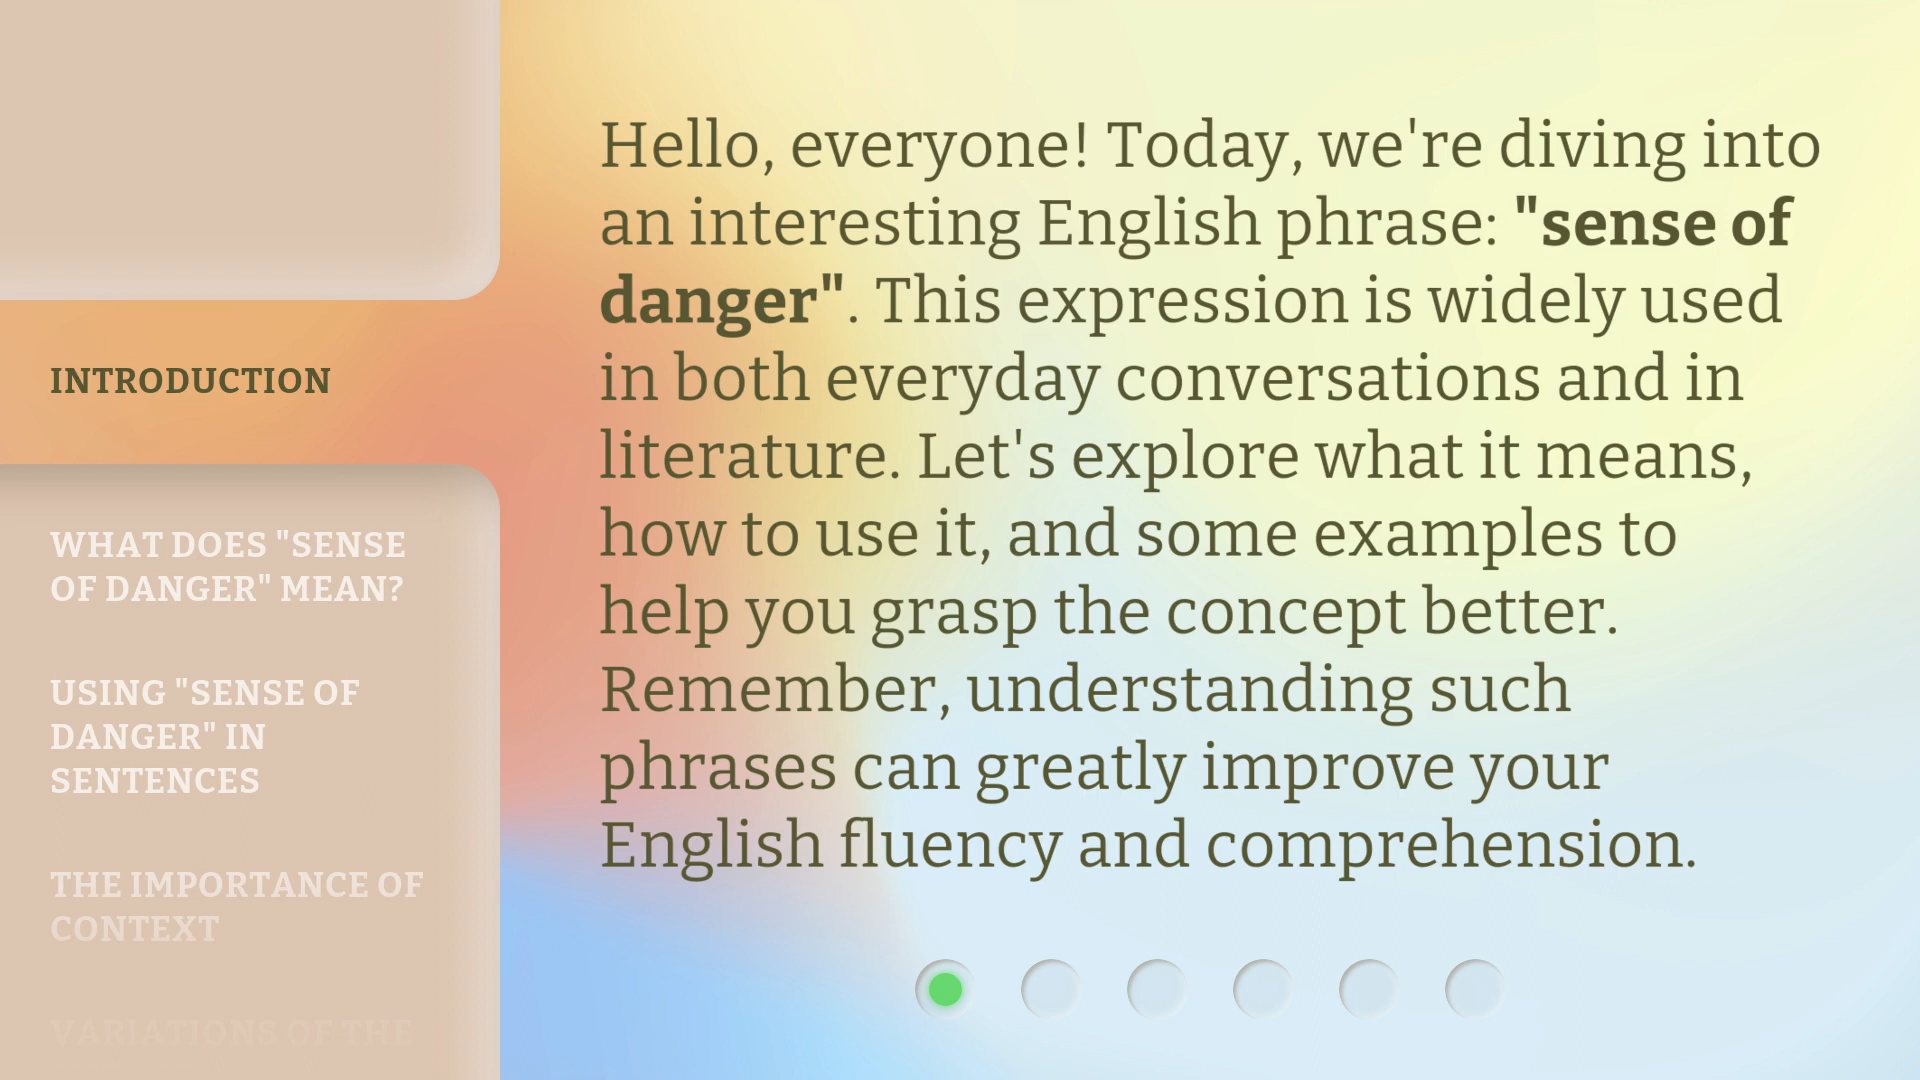 INTRODUCTION
WHAT DOES "SENSE
OF DANGER" MEAN?
USING "SENSE OF
DANGER" IN
SENTENCES
THE IMPORTANCE OF
CONTEXT
VARIATIONS OF THE
Hello, everyone! Today, we're diving into
an interesting English phrase: "sense of
danger". This expression is widely used
in both everyday conversations and in
literature. Let's explore what it means,
how to use it, and some examples to
help you grasp the concept better.
Remember, understanding such
phrases can greatly improve your
English fluency and comprehension.